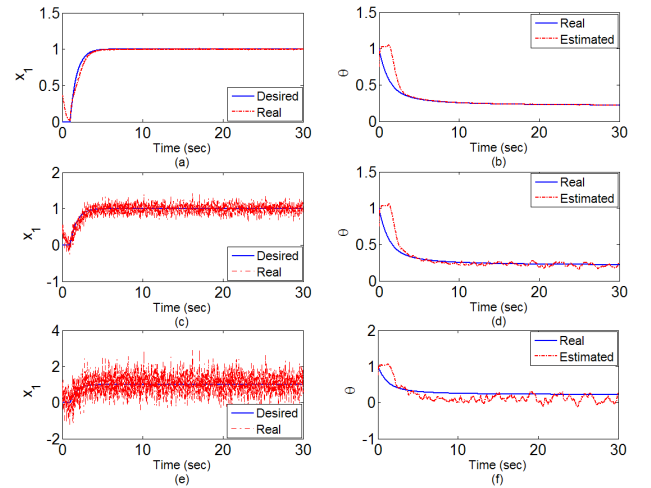 1.5
1
0.5
0
x1
Desired
Real
0 10 20 30
Time (sec)
(a)
1.5
1
0.5
0
θ
Real
Estimated
0 10 20 30
Time (sec)
(b)
2
1
0
-1
x1
Desired
Real
0 10 20 30
Time (sec)
(c)
1.5
1
0.5
0
θ
Real
Estimated
0 10 20 30
Time (sec)
(d)
4
2
0
-2
x1
Desired
Real
0 10 20 30
Time (sec)
(e)
2
1
0
-1
θ
Real
Estimated
0 10 20 30
Time (sec)
(f)